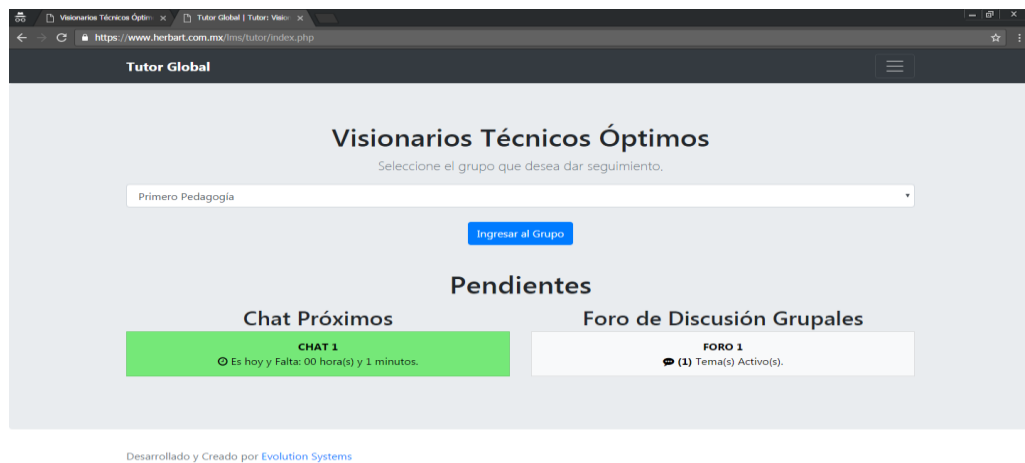 Visionarios Técnicos Óptim
Tutor Global | Tutor: Visio
https://www.herbart.com.mx/lms/tutor/index.php
Tutor Global
Visionarios Técnicos Óptimos
Seleccione el grupo que desea dar seguimiento.
Primero Pedagogía
Ingresar al Grupo
Pendientes
Chat Próximos
CHAT 1
Es hoy y Falta: 00 hora(s) y 1 minutos.
Foro de Discusión Grupales
FORO 1
(1) Tema(s) Activo(s).
Desarrollado y Creado por Evolution Systems